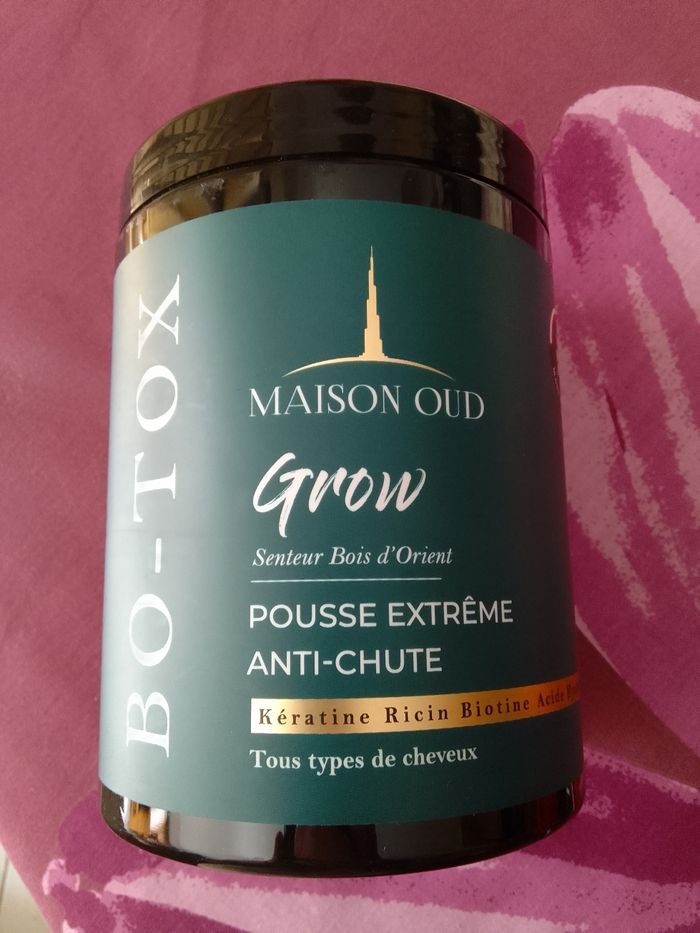 BO-TOX
MAISON OUD
Grow
Senteur Bois d'Orient
POUSSE EXTRÊME
ANTI-CHUTE
Kératine Ricin Biotine Acide
Tous types de cheveux